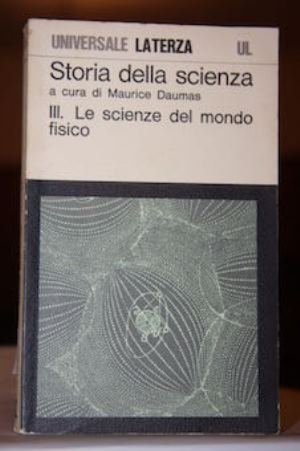 UNIVERSALE LATERZA UL
Storia della scienza
a cura di Maurice Daumas
III. Le scienze del mondo
fisico